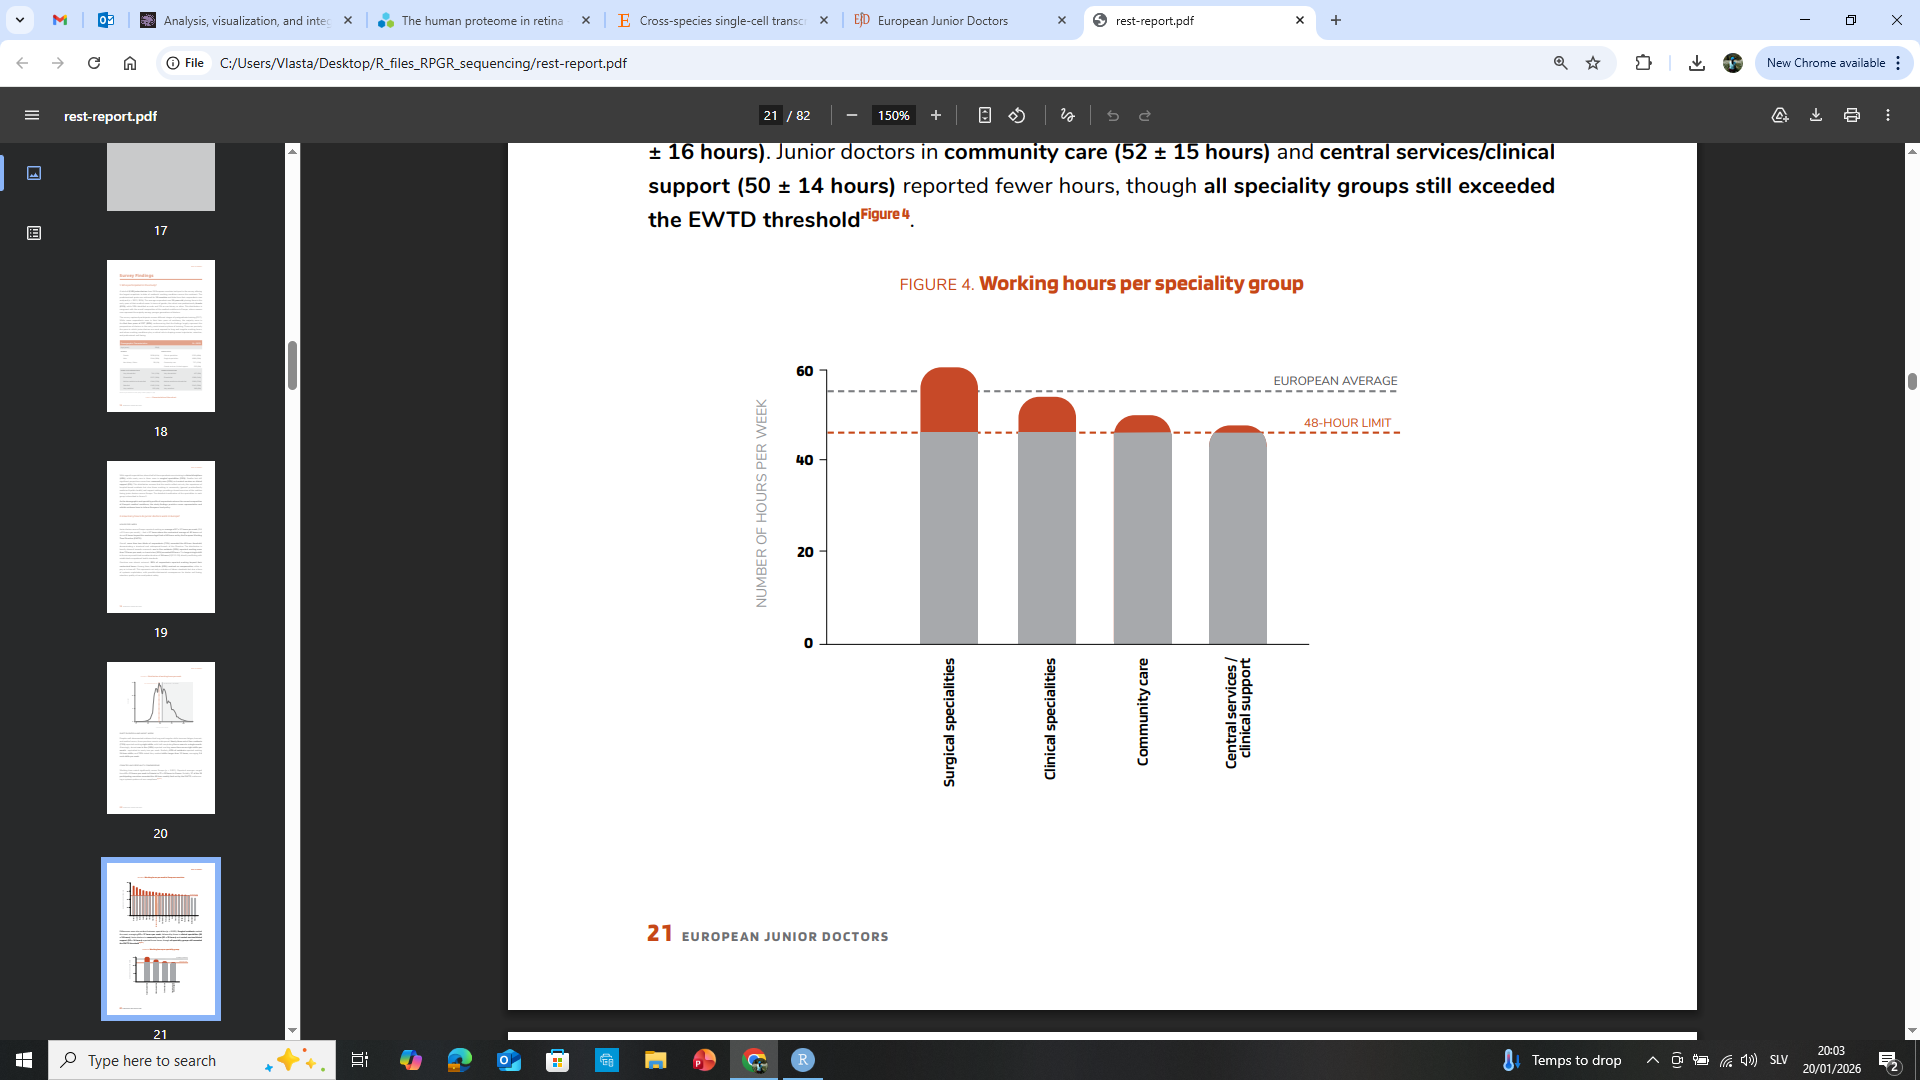 Analysis, visualization, and inte
The human proteome in retina
Cross-species single-cell transc
European Junior Doctors
rest-report.pdf
File
C:/Users/Vlasta/Desktop/R_files_RPGR_sequencing/rest-report.pdf
New Chrome available
rest-report.pdf
21 / 82
150%
17
18
19
20
21
± 16 hours). Junior doctors in community care (52 ± 15 hours) and central services/clinical
support (50 ± 14 hours) reported fewer hours, though all speciality groups still exceeded
the EWTD threshold Figure 4.
FIGURE 4. Working hours per speciality group
NUMBER OF HOURS PER WEEK
60
40
20
0
EUROPEAN AVERAGE
48-HOUR LIMIT
Surgical specialities
Clinical specialities
Community care
Central services /
clinical support
21 EUROPEAN JUNIOR DOCTORS
Type here to search
Temps to drop
SLV
20:03
20/01/2026
2